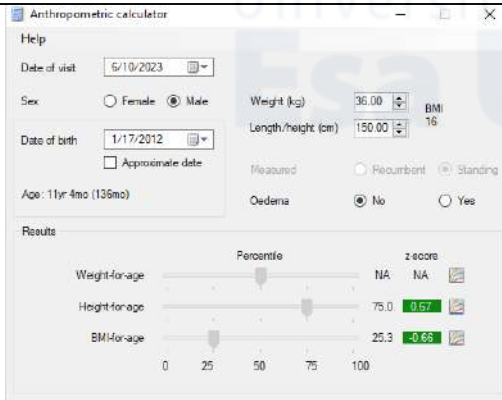 Anthropometric calculator
Help
Date of visit 6/10/2023
Sex Female Male
Weight (kg) 36.00
BMI
16
Length/height (cm) 150.00
Date of birth 1/17/2012
Approximate date
Measured Recumbent Standing
Age: 11yr 4mo (136mo)
Oedema No Yes
Results
Percentile z-score
Weight-for-age NA NA
Height-for-age 75.0 0.67
BMI-for-age 25.3 -0.66
0 25 50 75 100